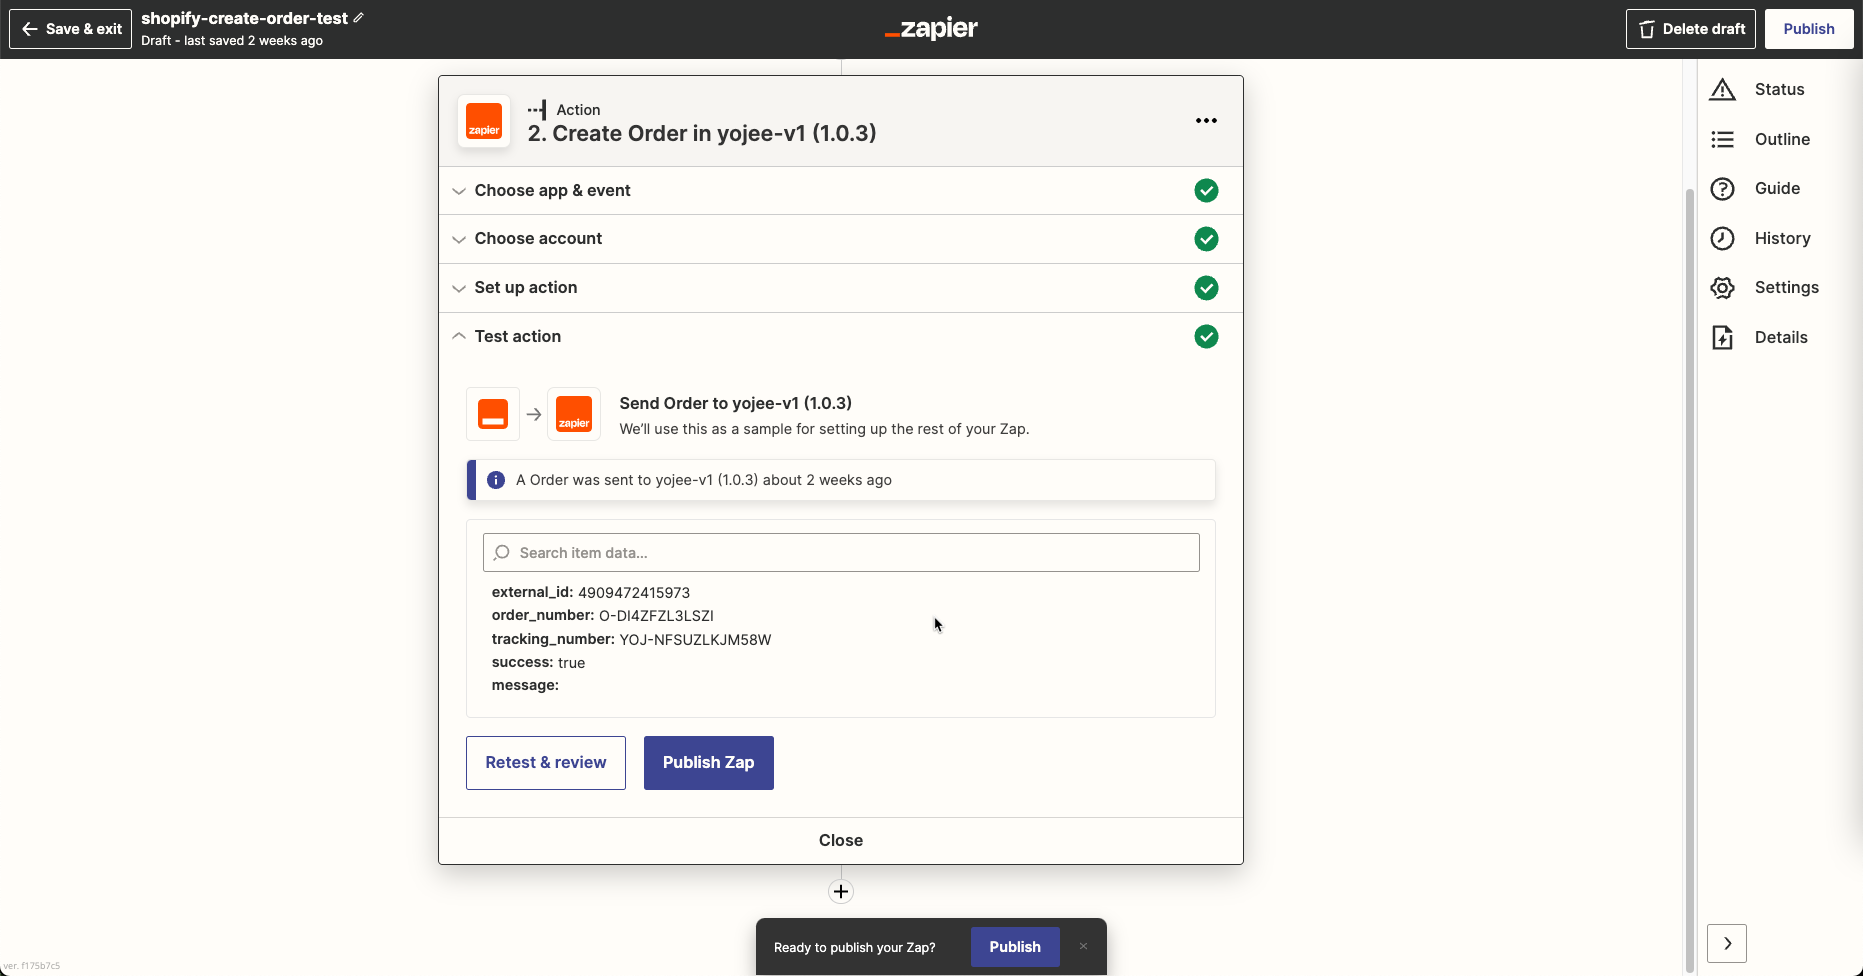 Save & exit
shopify-create-order-test
Draft - last saved 2 weeks ago
zapier
Delete draft
Publish
zapier
Action
2. Create Order in yojee-v1 (1.0.3)
Choose app & event
Choose account
Set up action
Test action
zapier
Send Order to yojee-v1 (1.0.3)
We'll use this as a sample for setting up the rest of your Zap.
A Order was sent to yojee-v1 (1.0.3) about 2 weeks ago
Search item data...
external_id: 4909472415973
order_number: O-DI4ZFZL3LSZI
tracking_number: YOJ-NFSUZLKJM58W
success: true
message:
Retest & review
Publish Zap
Close
Ready to publish your Zap?
Publish
Status
Outline
Guide
History
Settings
Details
ver. f175b7c5